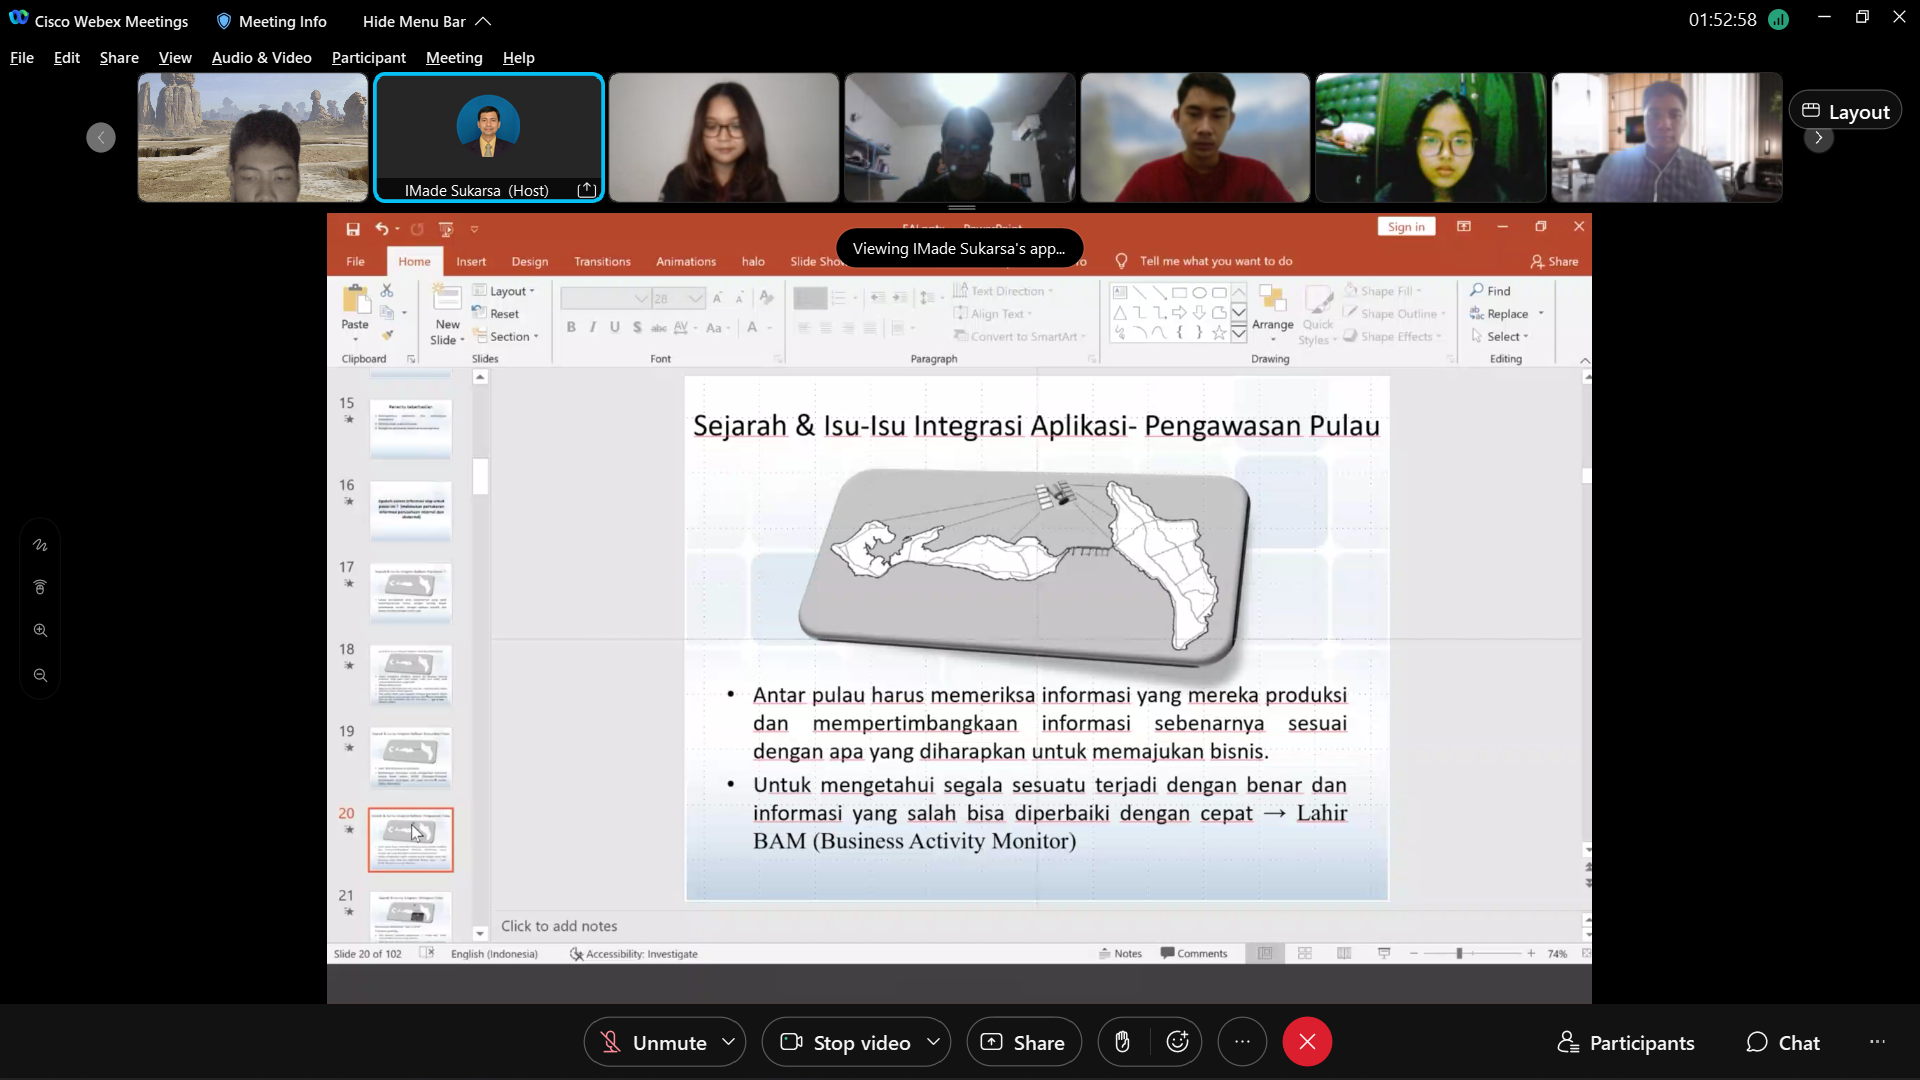 Cisco Webex Meetings
Meeting Info
Hide Menu Bar
01:52:58
File Edit Share View Audio & Video Participant Meeting Help
IMade Sukarsa (Host)
Layout
Sign in
Viewing IMade Sukarsa's app...
File Home Insert Design Transitions Animations halo Slide Sho
Tell me what you want to do
Share
Paste
Clipboard
New Slide
Layout
Reset
Section
Slides
28
Font
Text Direction
Align Text
Convert to SmartArt
Paragraph
Arrange
Quick Styles
Shape Fill
Shape Outline
Shape Effects
Drawing
Find
Replace
Select
Editing
15
16
17
18
19
20
21
Sejarah & Isu-Isu Integrasi Aplikasi- Pengawasan Pulau
• Antar pulau harus memeriksa informasi yang mereka produksi
dan mempertimbangkaan informasi sebenarnya sesuai
dengan apa yang diharapkan untuk memajukan bisnis.
• Untuk mengetahui segala sesuatu terjadi dengan benar dan
informasi yang salah bisa diperbaiki dengan cepat → Lahir
BAM (Business Activity Monitor)
Click to add notes
Slide 20 of 102
English (Indonesia)
Accessibility: Investigate
Notes
Comments
74%
Unmute
Stop video
Share
Participants
Chat